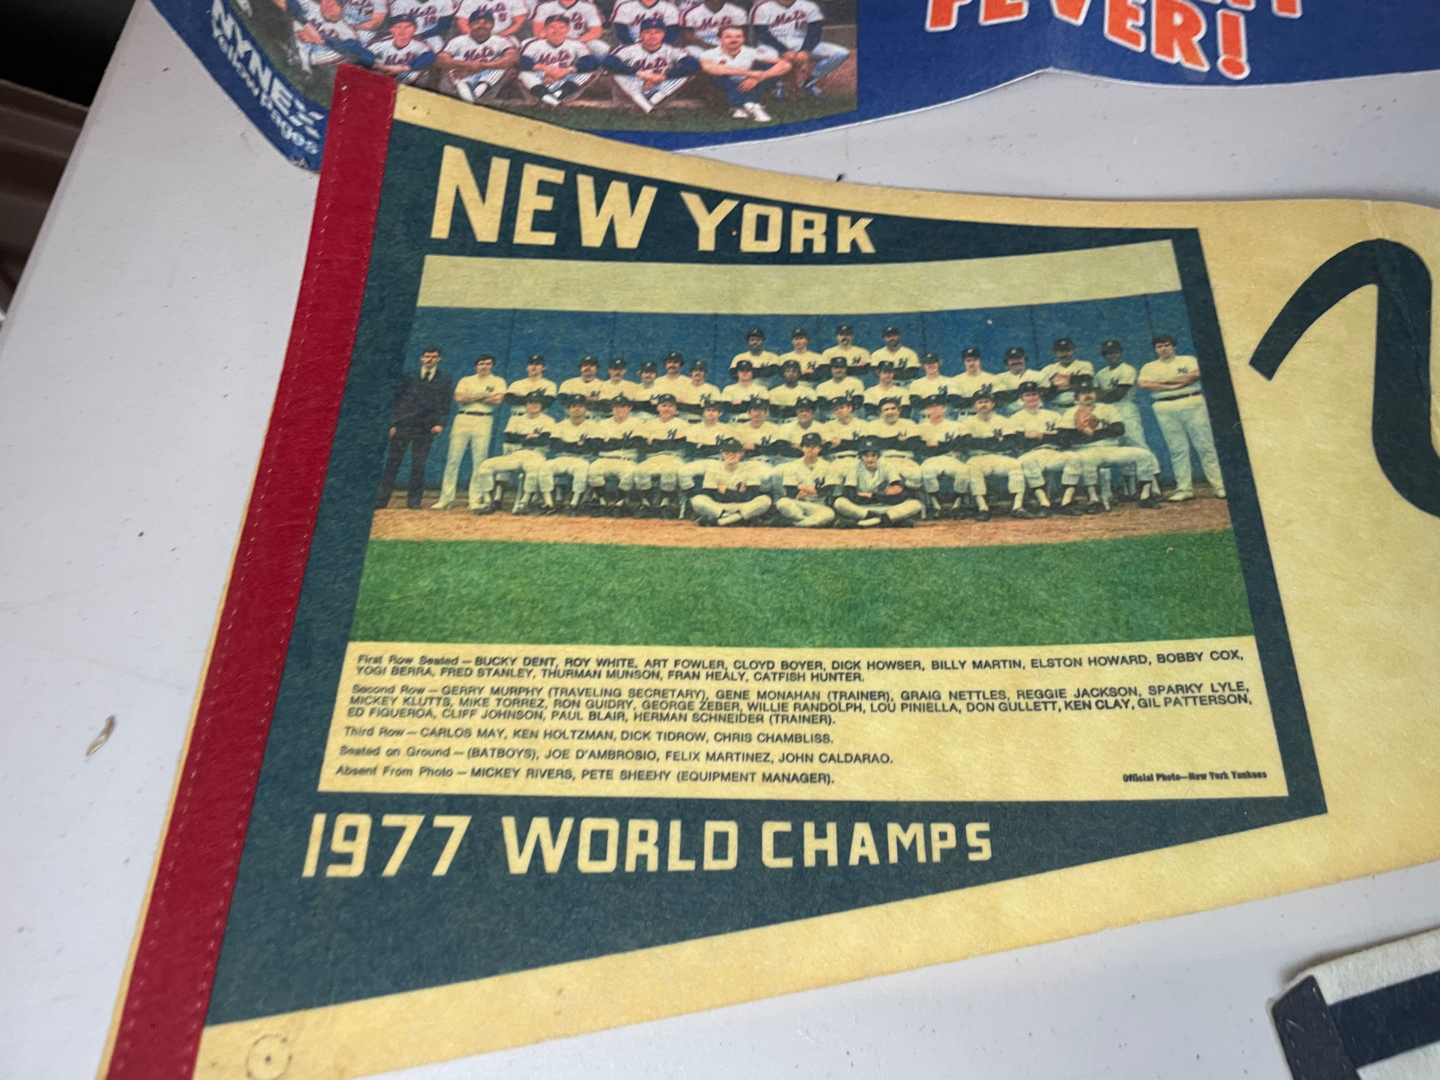 NYNEX
Yellow Pages
FEVER!
NEW YORK
First Row Seated — BUCKY DENT, ROY WHITE, ART FOWLER, CLOYD BOYER, DICK HOWSER, BILLY MARTIN, ELSTON HOWARD, BOBBY COX,
YOGI BERRA, FRED STANLEY, THURMAN MUNSON, FRAN HEALY, CATFISH HUNTER.
Second Row — GERRY MURPHY (TRAVELING SECRETARY), GENE MONAHAN (TRAINER), GRAIG NETTLES, REGGIE JACKSON, SPARKY LYLE,
MICKEY KLUTTS, MIKE TORREZ, RON GUIDRY, GEORGE ZEBER, WILLIE RANDOLPH, LOU PINIELLA, DON GULLETT, KEN CLAY, GIL PATTERSON,
ED FIGUEROA, CLIFF JOHNSON, PAUL BLAIR, HERMAN SCHNEIDER (TRAINER).
Third Row — CARLOS MAY, KEN HOLTZMAN, DICK TIDROW, CHRIS CHAMBLISS.
Seated on Ground — (BATBOYS), JOE D'AMBROSIO, FELIX MARTINEZ, JOHN CALDARAO.
Absent From Photo — MICKEY RIVERS, PETE SHEEHY (EQUIPMENT MANAGER).
Official Photo—New York Yankees
1977 WORLD CHAMPS